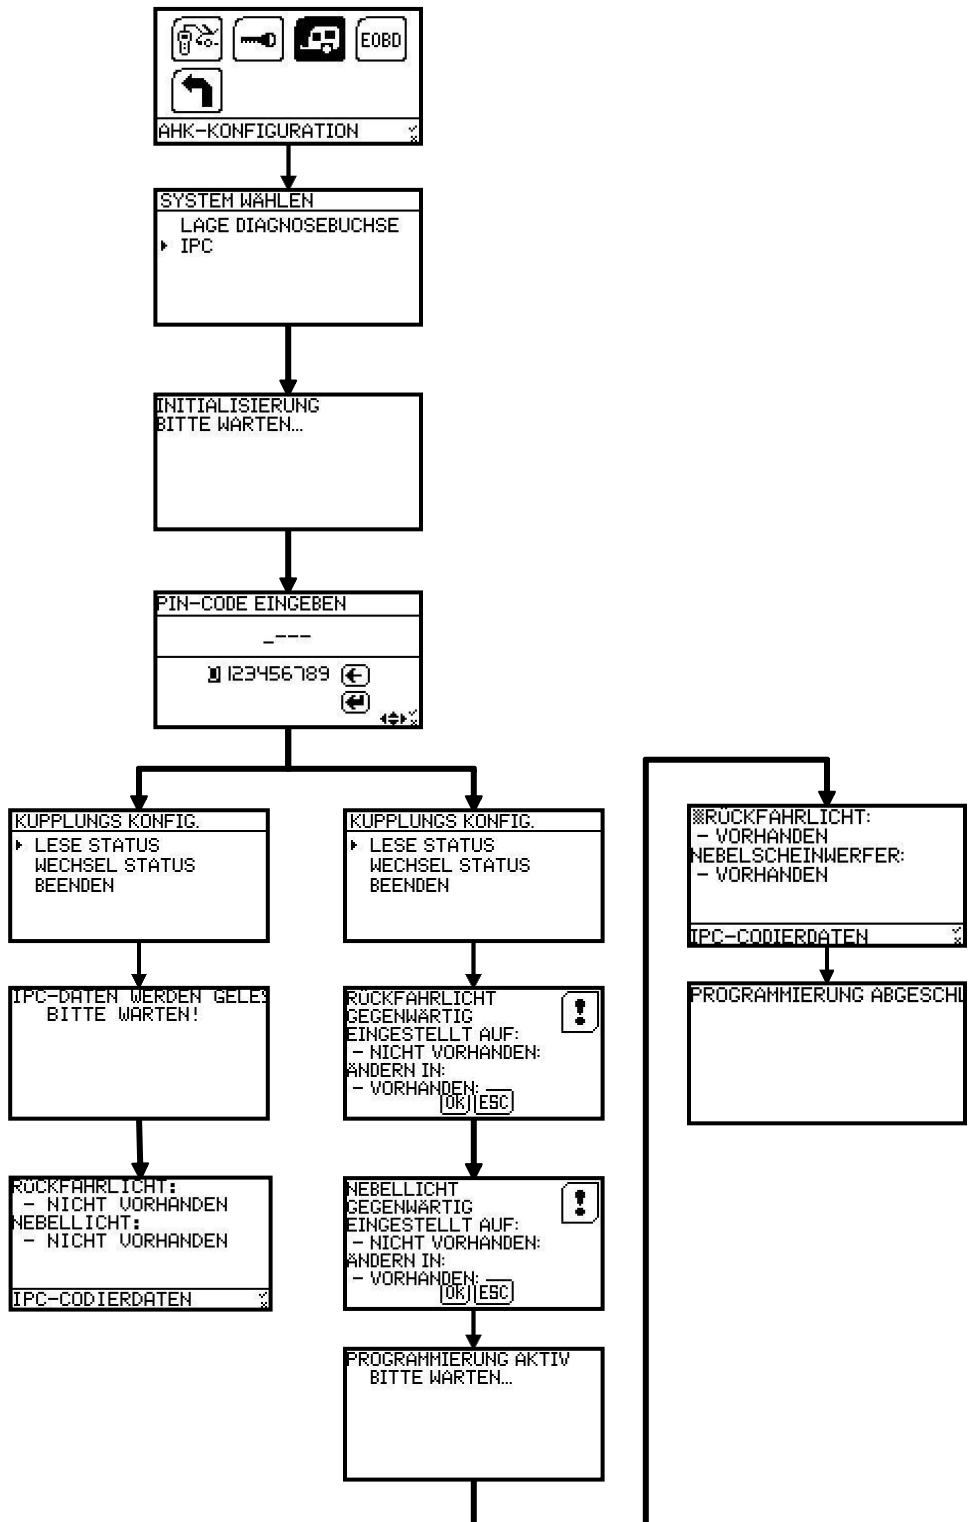 EOBD
AHK-KONFIGURATION
SYSTEM WÄHLEN
LAGE DIAGNOSEBUCHSE
IPC
INITIALISIERUNG
BITTE WARTEN...
PIN-CODE EINGEBEN
_---
0123456789
KUPPLUNGS KONFIG.
LESE STATUS
WECHSEL STATUS
BEENDEN
IPC-DATEN WERDEN GELES
BITTE WARTEN!
RÜCKFAHRLICHT:
- NICHT VORHANDEN
NEBELLICHT:
- NICHT VORHANDEN
IPC-CODIERDATEN
KUPPLUNGS KONFIG.
LESE STATUS
WECHSEL STATUS
BEENDEN
RÜCKFAHRLICHT
GEGENWÄRTIG
EINGESTELLT AUF:
- NICHT VORHANDEN:
ÄNDERN IN:
- VORHANDEN:
OK ESC
NEBELLICHT
GEGENWÄRTIG
EINGESTELLT AUF:
- NICHT VORHANDEN:
ÄNDERN IN:
- VORHANDEN:
OK ESC
PROGRAMMIERUNG AKTIV
BITTE WARTEN...
RÜCKFAHRLICHT:
- VORHANDEN
NEBELSCHEINWERFER:
- VORHANDEN
IPC-CODIERDATEN
PROGRAMMIERUNG ABGESCHL